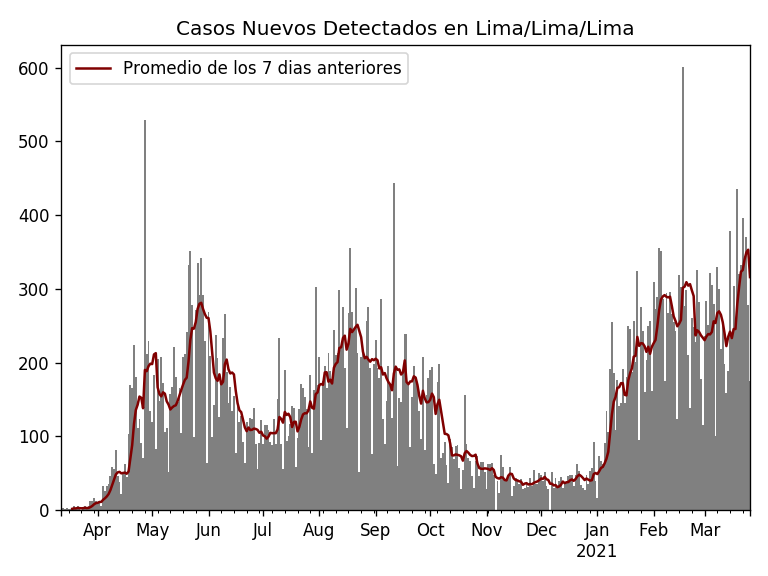 Casos Nuevos Detectados en Lima/Lima/Lima
Promedio de los 7 dias anteriores
600
500
400
300
200
100
0
Apr May Jun Jul Aug Sep Oct Nov Dec Jan Feb Mar
2021